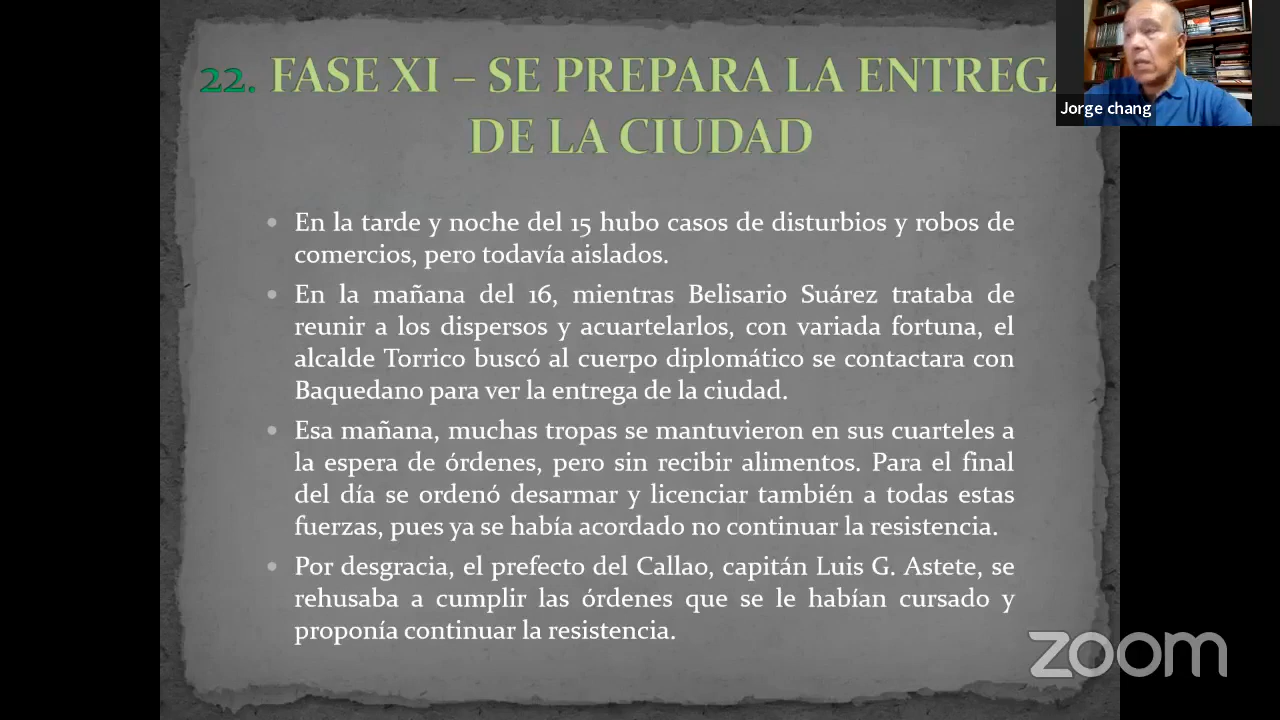 22. FASE XI – SE PREPARA LA ENTREGA
DE LA CIUDAD
Jorge chang
• En la tarde y noche del 15 hubo casos de disturbios y robos de
comercios, pero todavía aislados.
• En la mañana del 16, mientras Belisario Suárez trataba de
reunir a los dispersos y acuartelarlos, con variada fortuna, el
alcalde Torrico buscó al cuerpo diplomático se contactara con
Baquedano para ver la entrega de la ciudad.
• Esa mañana, muchas tropas se mantuvieron en sus cuarteles a
la espera de órdenes, pero sin recibir alimentos. Para el final
del día se ordenó desarmar y licenciar también a todas estas
fuerzas, pues ya se había acordado no continuar la resistencia.
• Por desgracia, el prefecto del Callao, capitán Luis G. Astete, se
rehusaba a cumplir las órdenes que se le habían cursado y
proponía continuar la resistencia.
zoom